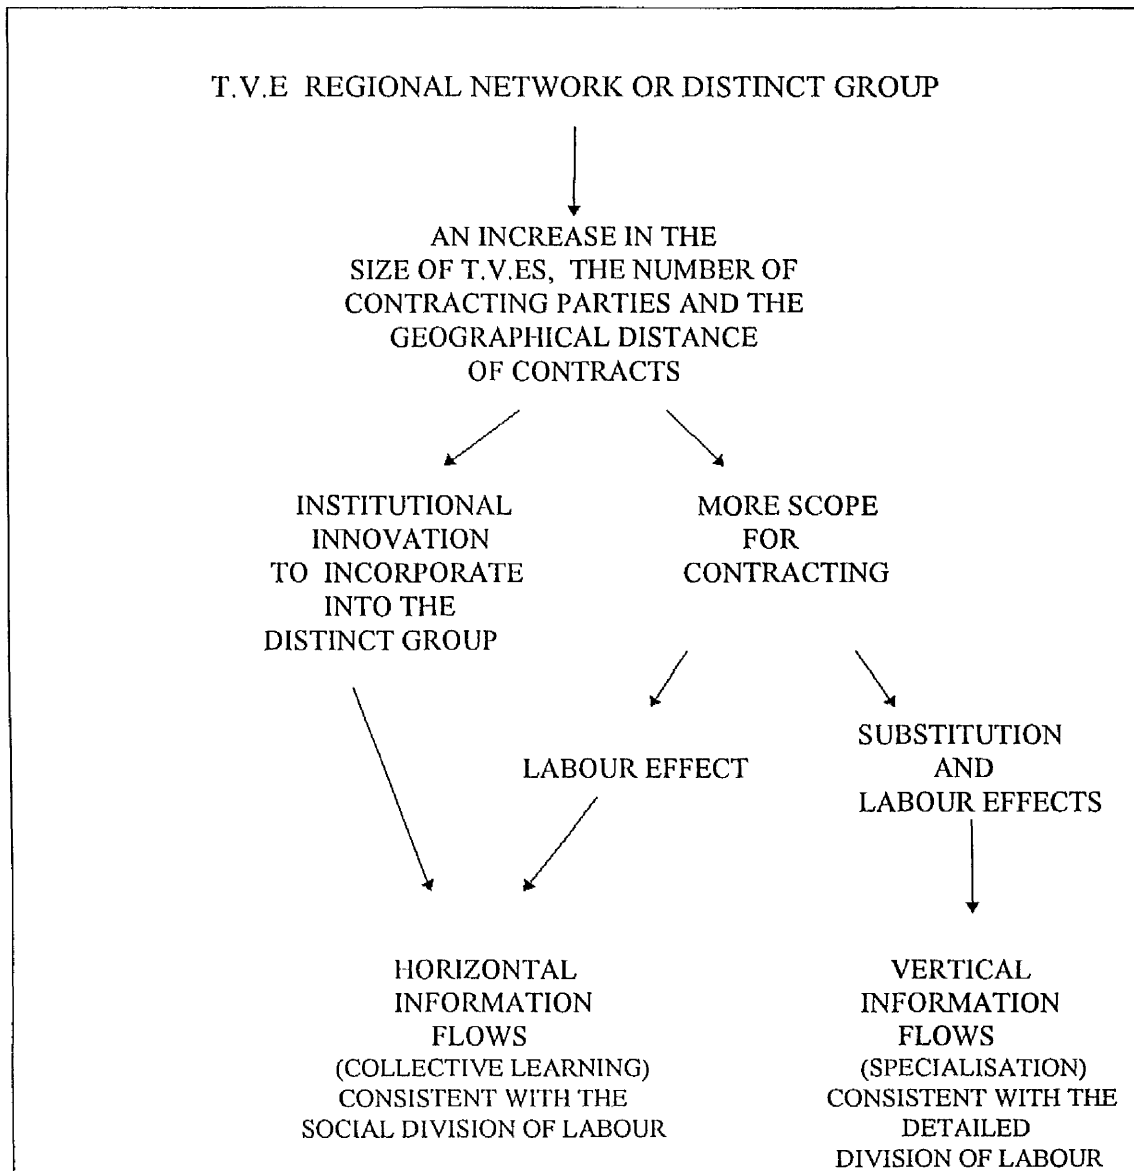 T.V.E REGIONAL NETWORK OR DISTINCT GROUP
AN INCREASE IN THE
SIZE OF T.V.ES, THE NUMBER OF
CONTRACTING PARTIES AND THE
GEOGRAPHICAL DISTANCE
OF CONTRACTS
INSTITUTIONAL
INNOVATION
TO INCORPORATE
INTO THE
DISTINCT GROUP
MORE SCOPE
FOR
CONTRACTING
LABOUR EFFECT
SUBSTITUTION
AND
LABOUR EFFECTS
HORIZONTAL
INFORMATION
FLOWS
(COLLECTIVE LEARNING)
CONSISTENT WITH THE
SOCIAL DIVISION OF LABOUR
VERTICAL
INFORMATION
FLOWS
(SPECIALISATION)
CONSISTENT WITH THE
DETAILED
DIVISION OF LABOUR